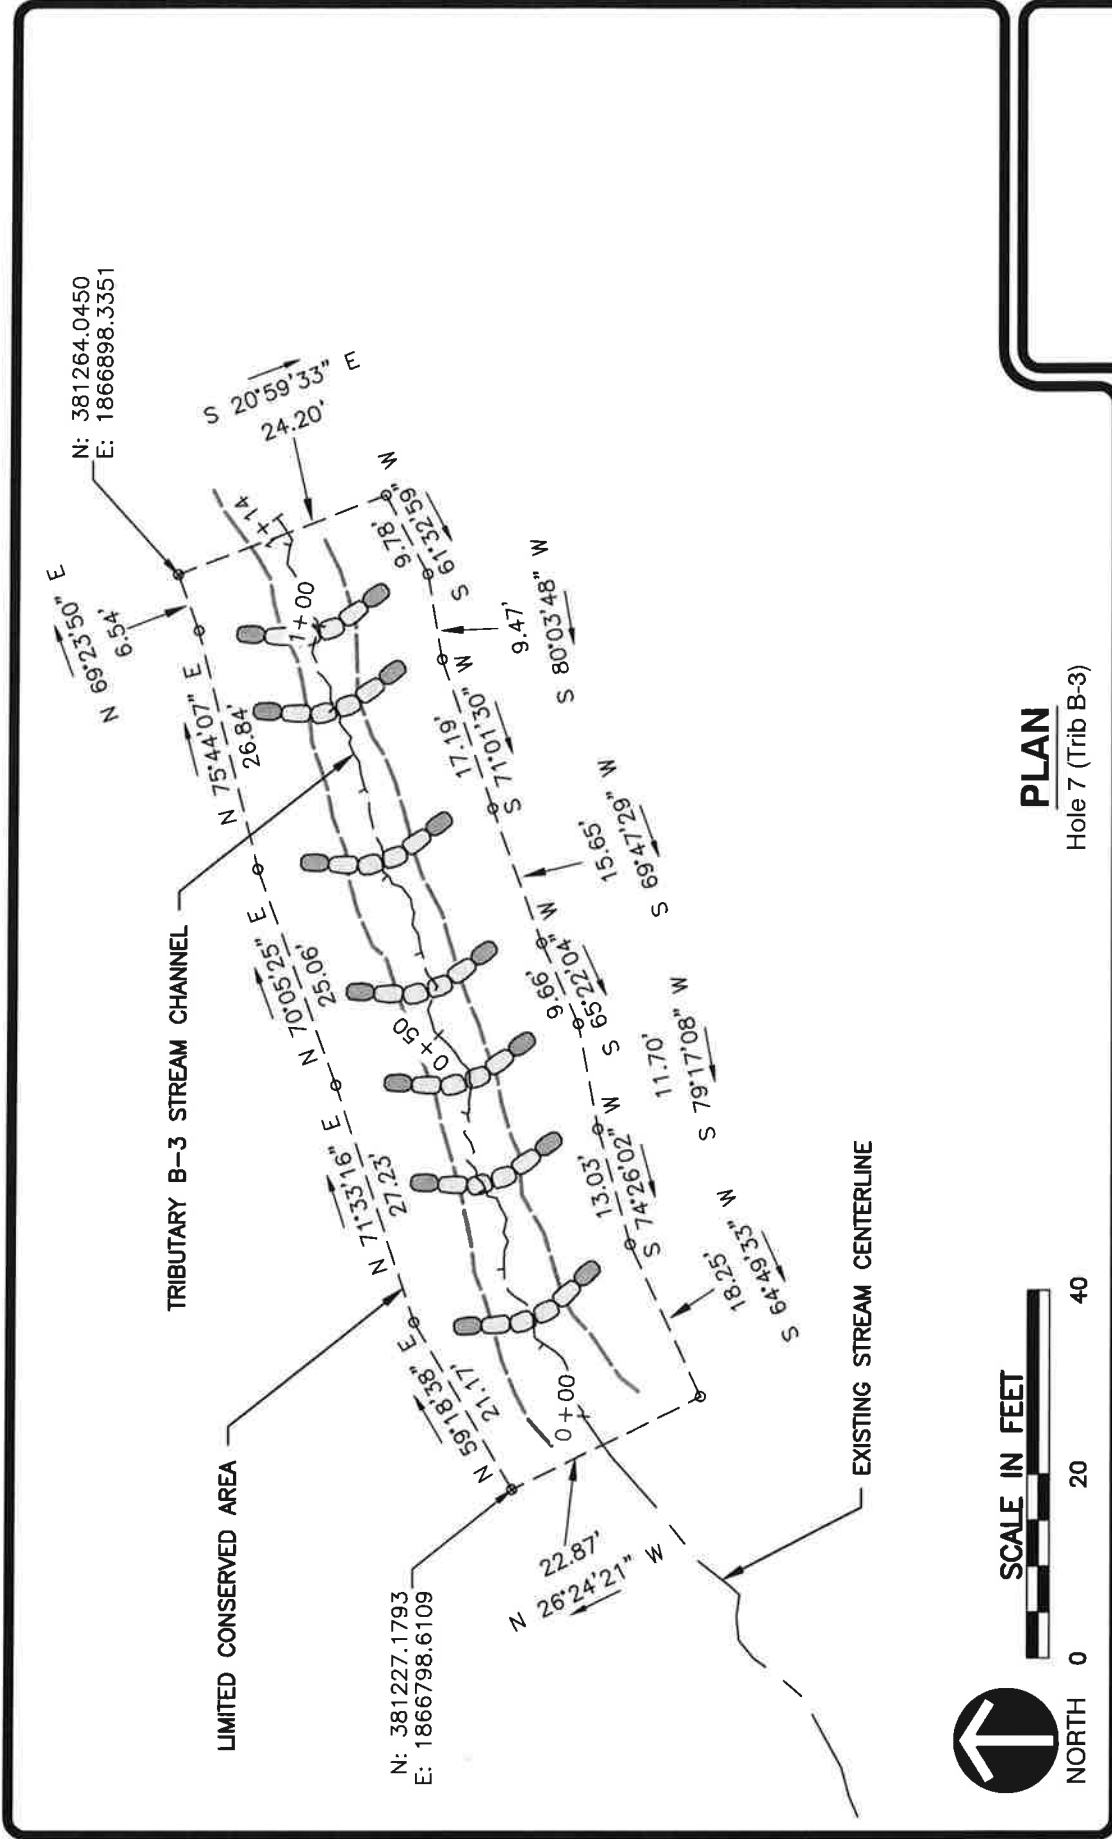 N: 381264.0450
E: 1866898.3351
S 20°59'33" E
24.20'
N 69°23'50" E
6.54'
N 75°44'07" E
26.84'
TRIBUTARY B-3 STREAM CHANNEL
N 70°05'25" E
25.06'
N 71°33'16" E
27.23'
LIMITED CONSERVED AREA
N 59°18'38" E
21.17'
N: 381227.1793
E: 1866798.6109
22.87'
N 26°24'21" W
0+00
0+50
1+00
1+14
9.78'
S 61°32'59" W
9.47'
S 80°03'48" W
17.19'
S 71°01'30" W
15.65'
S 69°47'29" W
9.66'
S 65°22'04" W
11.70'
S 79°17'08" W
13.03'
S 74°26'02" W
18.25'
S 64°49'33" W
EXISTING STREAM CENTERLINE
SCALE IN FEET
0 20 40
NORTH
PLAN
Hole 7 (Trib B-3)